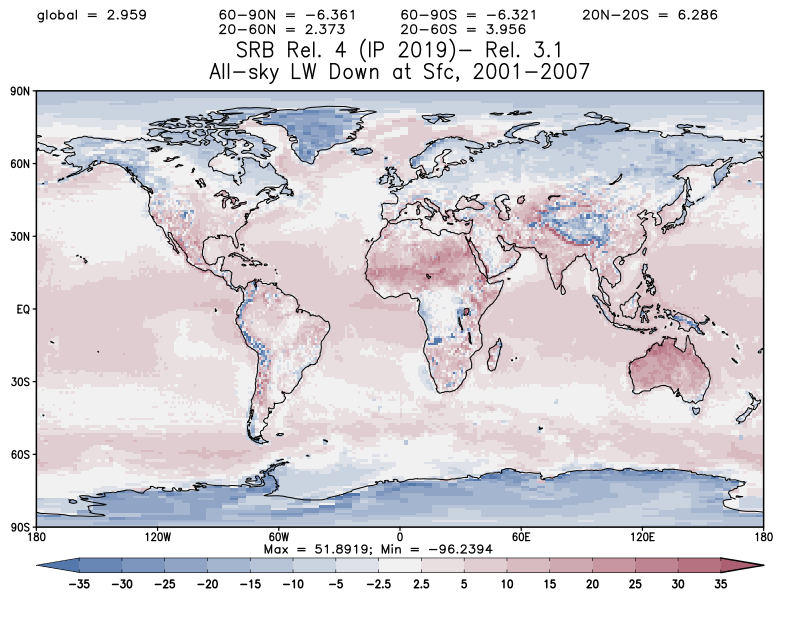 global = 2.959 60-90N = -6.361 60-90S = -6.321 20N-20S = 6.286
20-60N = 2.373 20-60S = 3.956
SRB Rel. 4 (IP 2019)- Rel. 3.1
All-sky LW Down at Sfc, 2001-2007
90N
60N
30N
EQ
30S
60S
90S
180 120W 60W 0 60E 120E 180
Max = 51.8919; Min = -96.2394
-35 -30 -25 -20 -15 -10 -5 -2.5 2.5 5 10 15 20 25 30 35